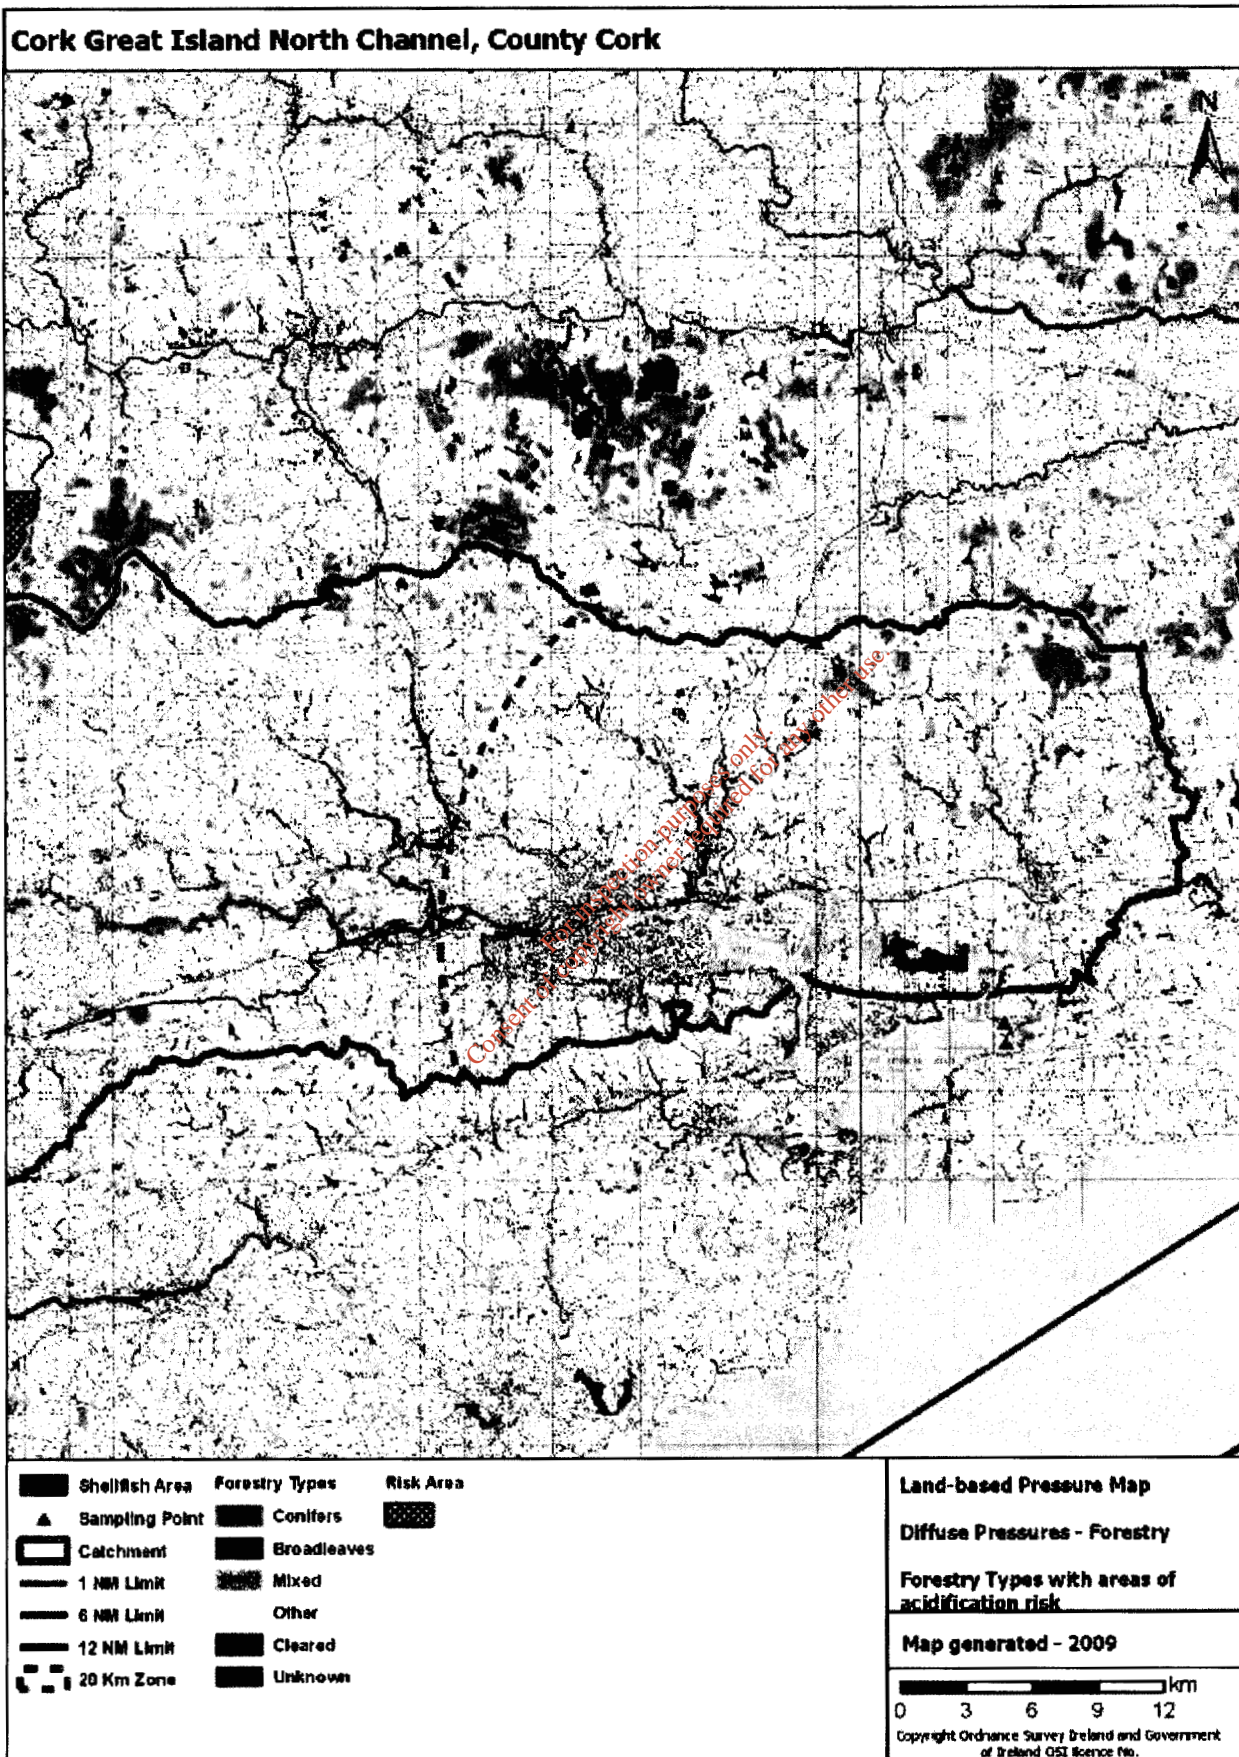 Cork Great Island North Channel, County Cork
N
For inspection purposes only.
Consent of copyright owner required for any other use.
Shellfish Area
Sampling Point
Catchment
1 NM Limit
6 NM Limit
12 NM Limit
20 Km Zone
Forestry Types
Conifers
Broadleaves
Mixed
Other
Cleared
Unknown
Risk Area
Land-based Pressure Map
Diffuse Pressures - Forestry
Forestry Types with areas of
acidification risk
Map generated - 2009
km
0 3 6 9 12
Copyright Ordnance Survey Ireland and Government
of Ireland OSI licence No.